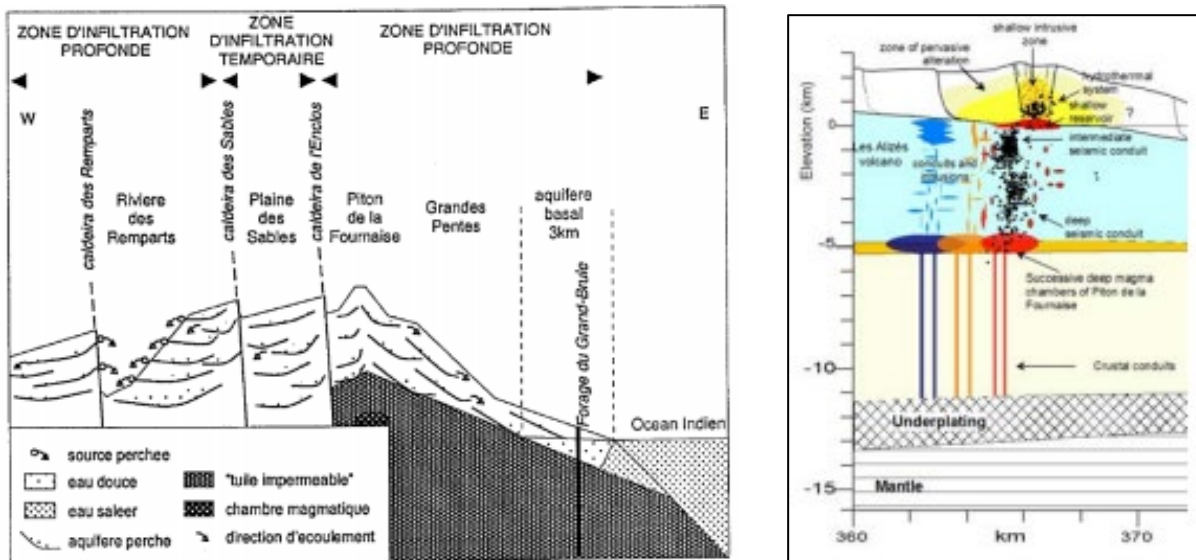 ZONE D'INFILTRATION
PROFONDE
ZONE
D'INFILTRATION
TEMPORAIRE
ZONE D'INFILTRATION
PROFONDE
W
E
caldeira des Remparts
Riviere
des
Remparts
caldeira des Sables
Plaine
des
Sables
caldeira de l'Enclos
Piton
de la
Fournaise
Grandes
Pentes
aquifere
basal
3km
Forage du Grand-Brule
Ocean Indien
source perchee
eau douce
eau saleer
aquifere perche
"tuile impermeable"
chambre magmatique
direction d'ecoulement
shallow intrusive
zone
zone of pervasive
alteration
hydrothermal
system
shallow
reservoir
?
intermediate
seismic conduit
Les Alizés
volcano
conduits and
deep
seismic conduit
Successive deep magma
chambers of Piton de la
Fournaise
Crustal conduits
Underplating
Mantle
Elevation (km)
0
-5
-10
-15
360
km
370